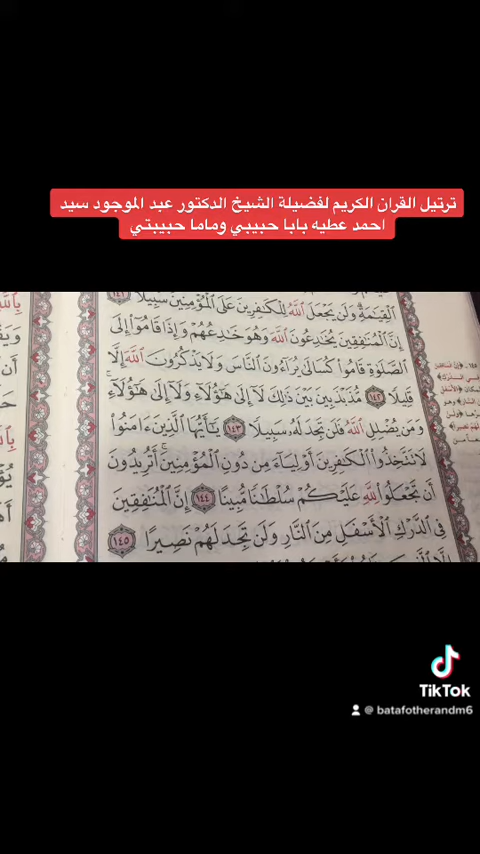 ترتيل القران الكريم لفضيلة الشيخ الدكتور عبد الموجود سيد
احمد عطيه بابا حبيبي وماما حبيبتي
ٱلۡقِيَٰمَةِۚ وَلَن يَجۡعَلَ ٱللَّهُ لِلۡكَٰفِرِينَ عَلَى ٱلۡمُؤۡمِنِينَ سَبِيلًا ١٤١
إِنَّ ٱلۡمُنَٰفِقِينَ يُخَٰدِعُونَ ٱللَّهَ وَهُوَ خَٰدِعُهُمۡ وَإِذَا قَامُوٓاْ إِلَى
ٱلصَّلَوٰةِ قَامُواْ كُسَالَىٰ يُرَآءُونَ ٱلنَّاسَ وَلَا يَذۡكُرُونَ ٱللَّهَ إِلَّا
قَلِيلٗا ١٤٢ مُّذَبۡذَبِينَ بَيۡنَ ذَٰلِكَ لَآ إِلَىٰ هَٰٓؤُلَآءِ وَلَآ إِلَىٰ هَٰٓؤُلَآءِۚ
وَمَن يُضۡلِلِ ٱللَّهُ فَلَن تَجِدَ لَهُۥ سَبِيلٗا ١٤٣ يَٰٓأَيُّهَا ٱلَّذِينَ ءَامَنُواْ
لَا تَتَّخِذُواْ ٱلۡكَٰفِرِينَ أَوۡلِيَآءَ مِن دُونِ ٱلۡمُؤۡمِنِينَۚ أَتُرِيدُونَ
أَن تَجۡعَلُواْ لِلَّهِ عَلَيۡكُمۡ سُلۡطَٰنٗا مُّبِينًا ١٤٤ إِنَّ ٱلۡمُنَٰفِقِينَ
فِي ٱلدَّرۡكِ ٱلۡأَسۡفَلِ مِنَ ٱلنَّارِ وَلَن تَجِدَ لَهُمۡ نَصِيرًا ١٤٥
TikTok
@ batafotherandm6